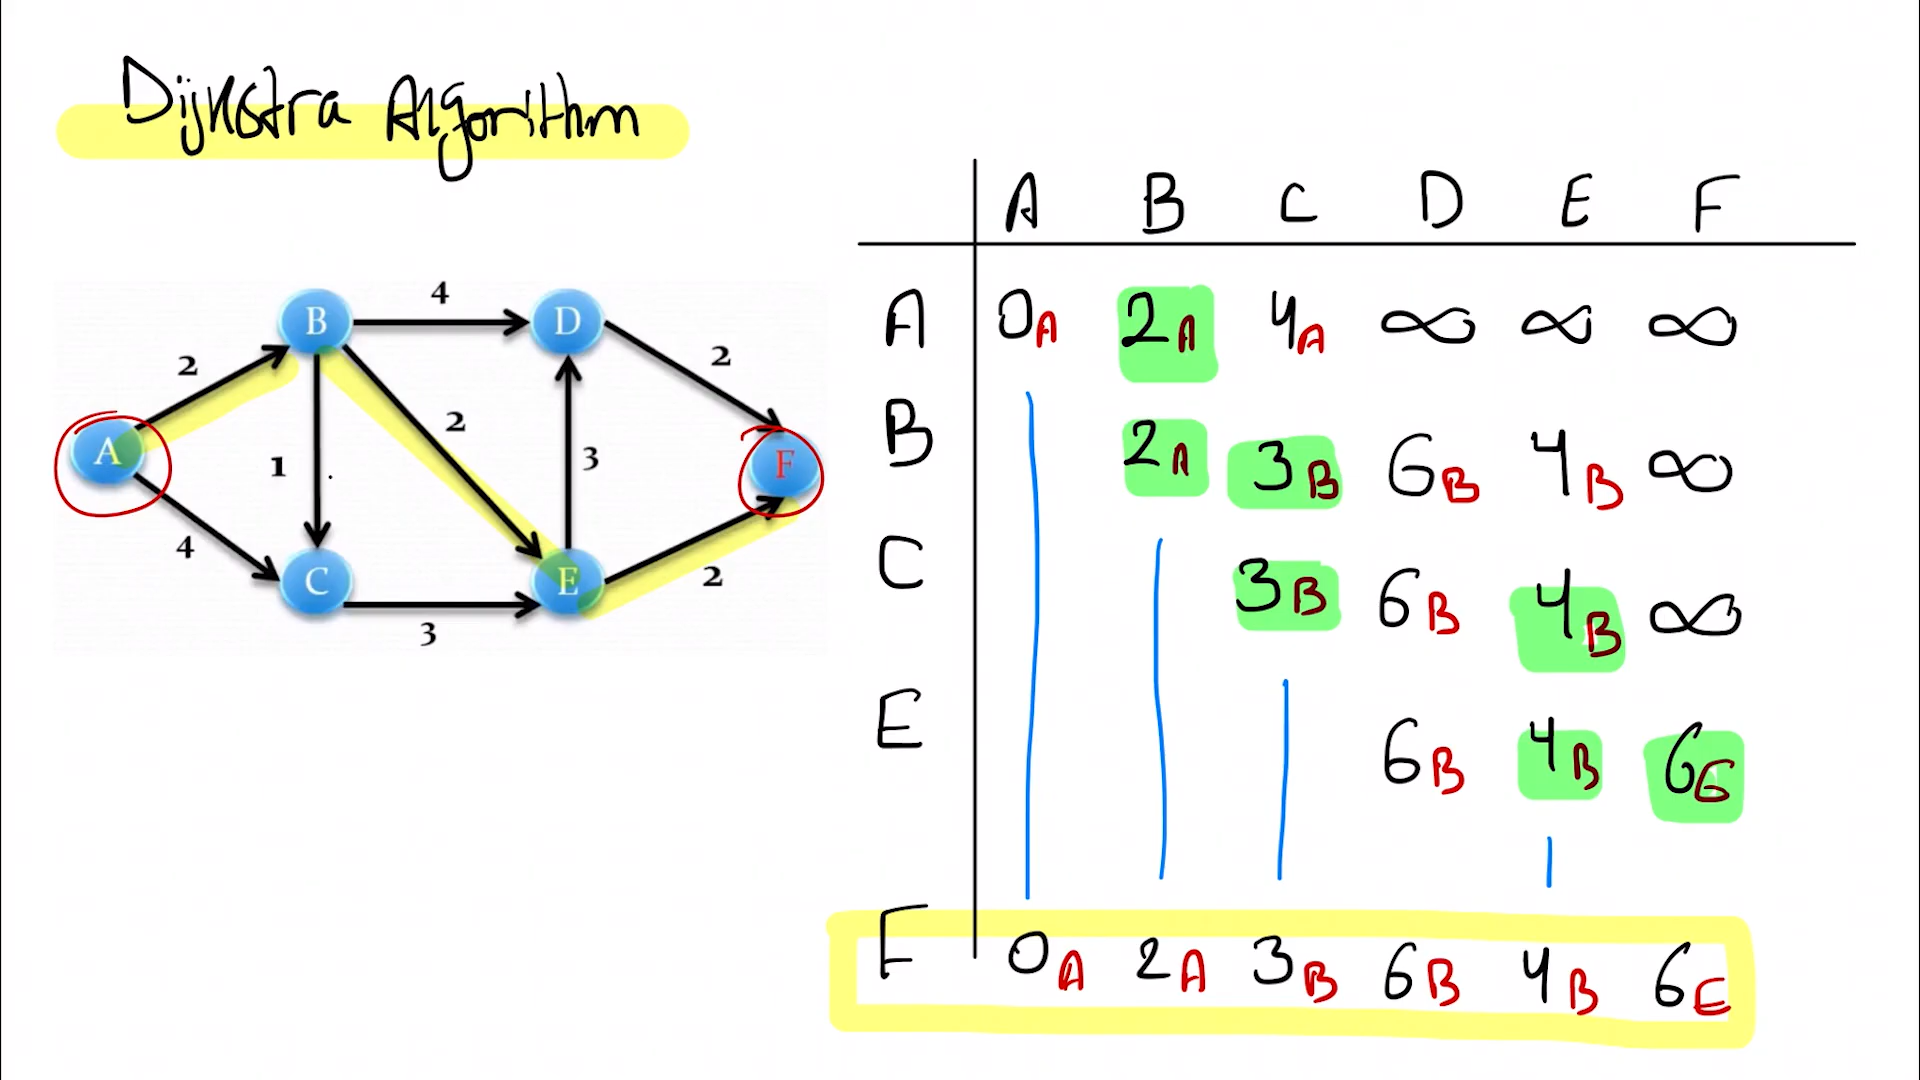 Dijkstra Algorithm
A B C D E F
A 0A 2A 4A ∞ ∞ ∞
B 2A 3B 6B 4B ∞
C 3B 6B 4B ∞
E 6B 4B 6E
F 0A 2A 3B 6B 4B 6E
4
B D
2 2
2
A 1 3 F
4 2
C E
3